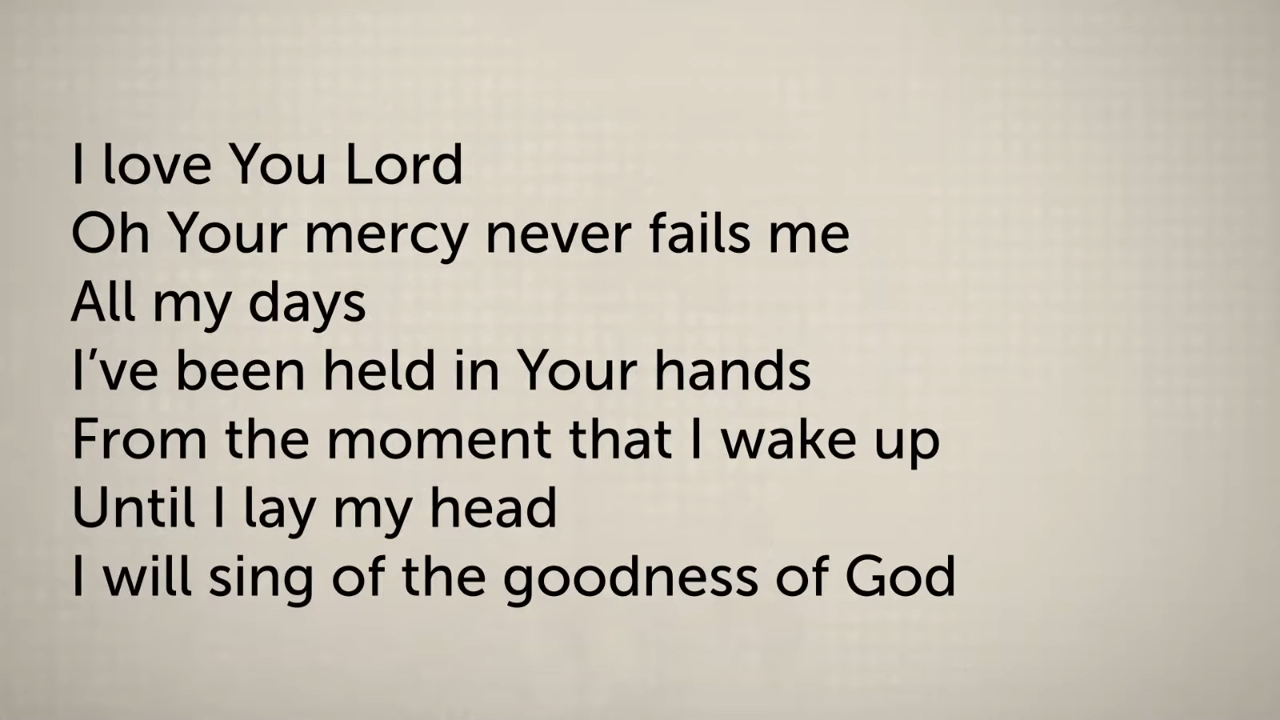 I love You Lord
Oh Your mercy never fails me
All my days
I’ve been held in Your hands
From the moment that I wake up
Until I lay my head
I will sing of the goodness of God